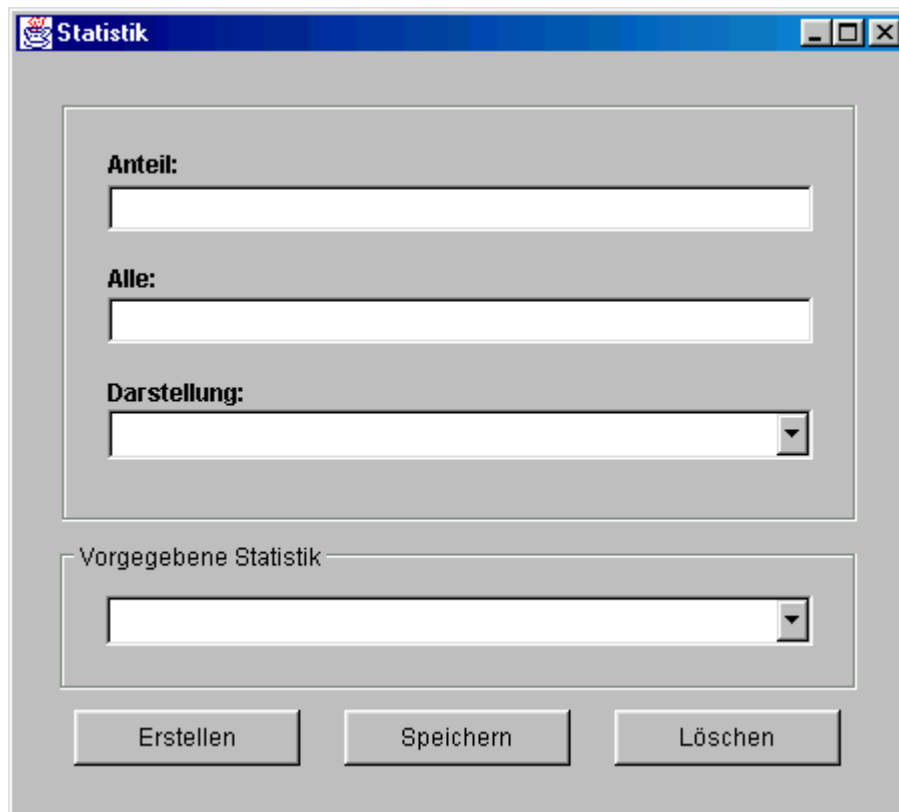 Statistik
Anteil:
Alle:
Darstellung:
Vorgegebene Statistik
Erstellen Speichern Löschen